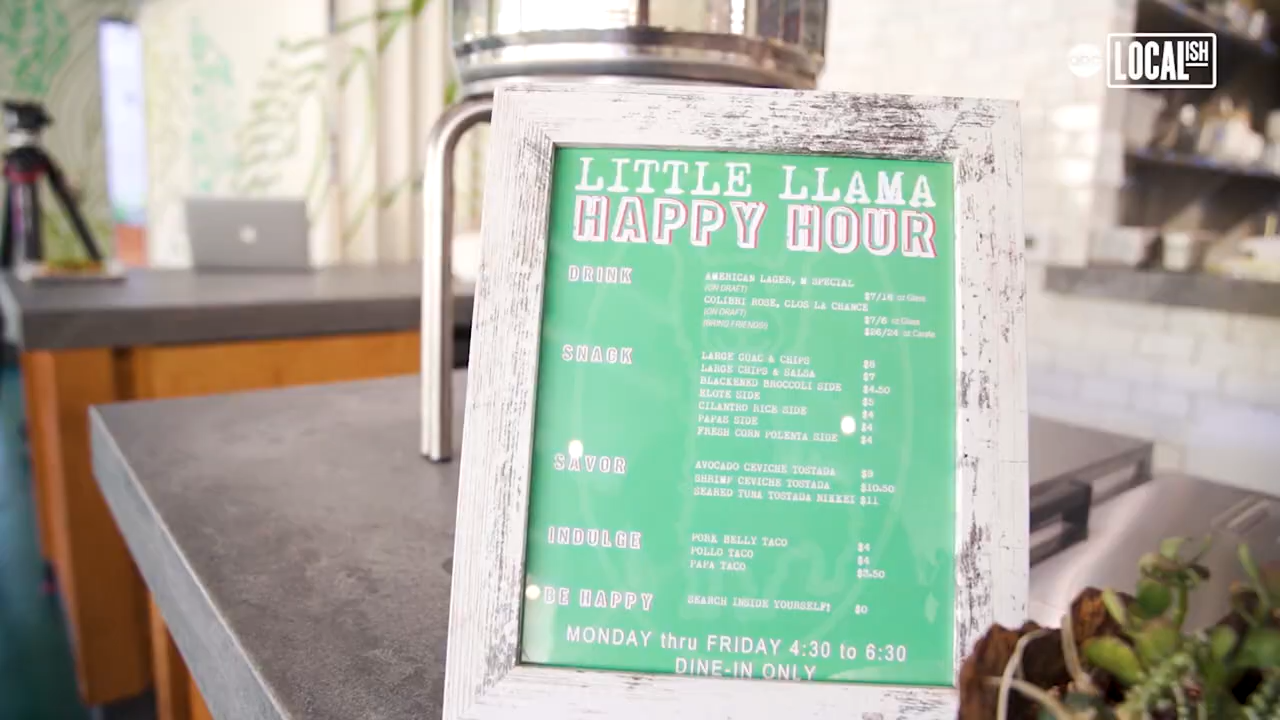 abc LOCALISH
LITTLE LLAMA
HAPPY HOUR
DRINK
AMERICAN LAGER, M SPECIAL
(ON DRAFT)
$7/16 oz Glass
COLIBRI ROSE, CLOS LA CHANCE
(ON DRAFT)
$7/6 oz Glass
(BRING FRIENDS!)
$26/24 oz Carafe
SNACK
LARGE GUAC & CHIPS $8
LARGE CHIPS & SALSA $7
BLACKENED BROCCOLI SIDE $4.50
ELOTE SIDE $5
CILANTRO RICE SIDE $4
PAPAS SIDE $4
FRESH CORN POLENTA SIDE $4
SAVOR
AVOCADO CEVICHE TOSTADA $9
SHRIMP CEVICHE TOSTADA $10.50
SEARED TUNA TOSTADA NIKKEI $11
INDULGE
PORK BELLY TACO $4
POLLO TACO $4
PAPA TACO $3.50
BE HAPPY
SEARCH INSIDE YOURSELF! $0
MONDAY thru FRIDAY 4:30 to 6:30
DINE-IN ONLY